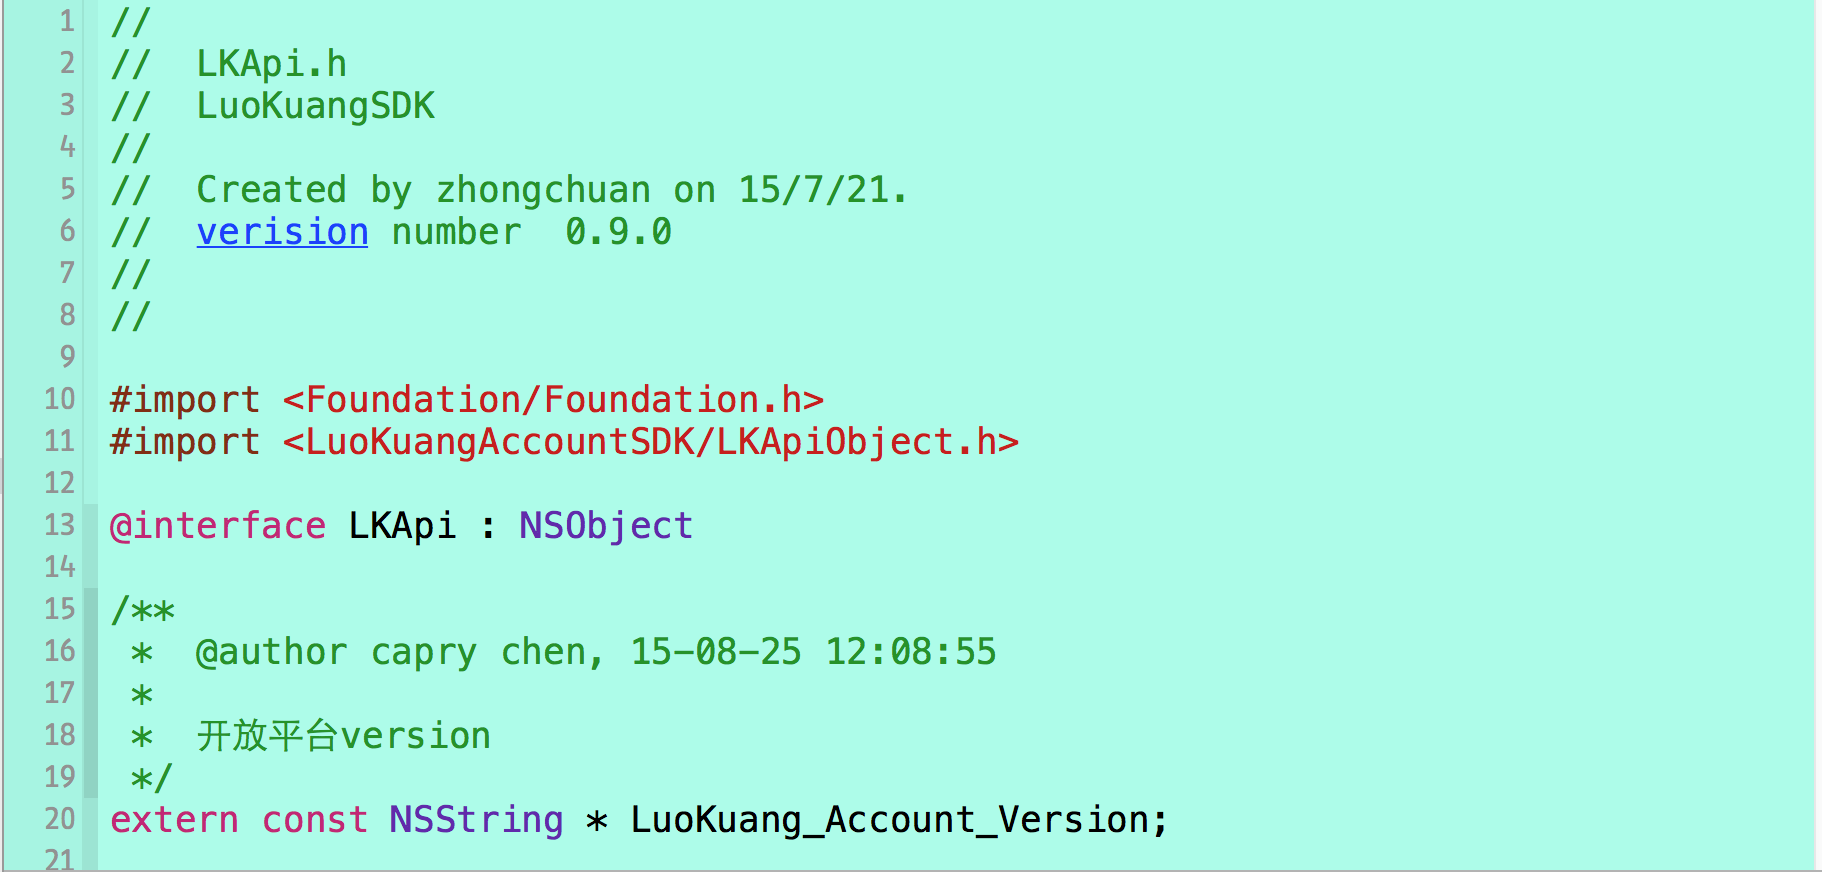 1 //
2 //  LKApi.h
3 //  LuoKuangSDK
4 //
5 //  Created by zhongchuan on 15/7/21.
6 //  verision number  0.9.0
7 //
8 //
9
10 #import <Foundation/Foundation.h>
11 #import <LuoKuangAccountSDK/LKApiObject.h>
12
13 @interface LKApi : NSObject
14
15 /**
16  *  @author capry chen, 15-08-25 12:08:55
17  *
18  *  开放平台version
19  */
20 extern const NSString * LuoKuang_Account_Version;
21